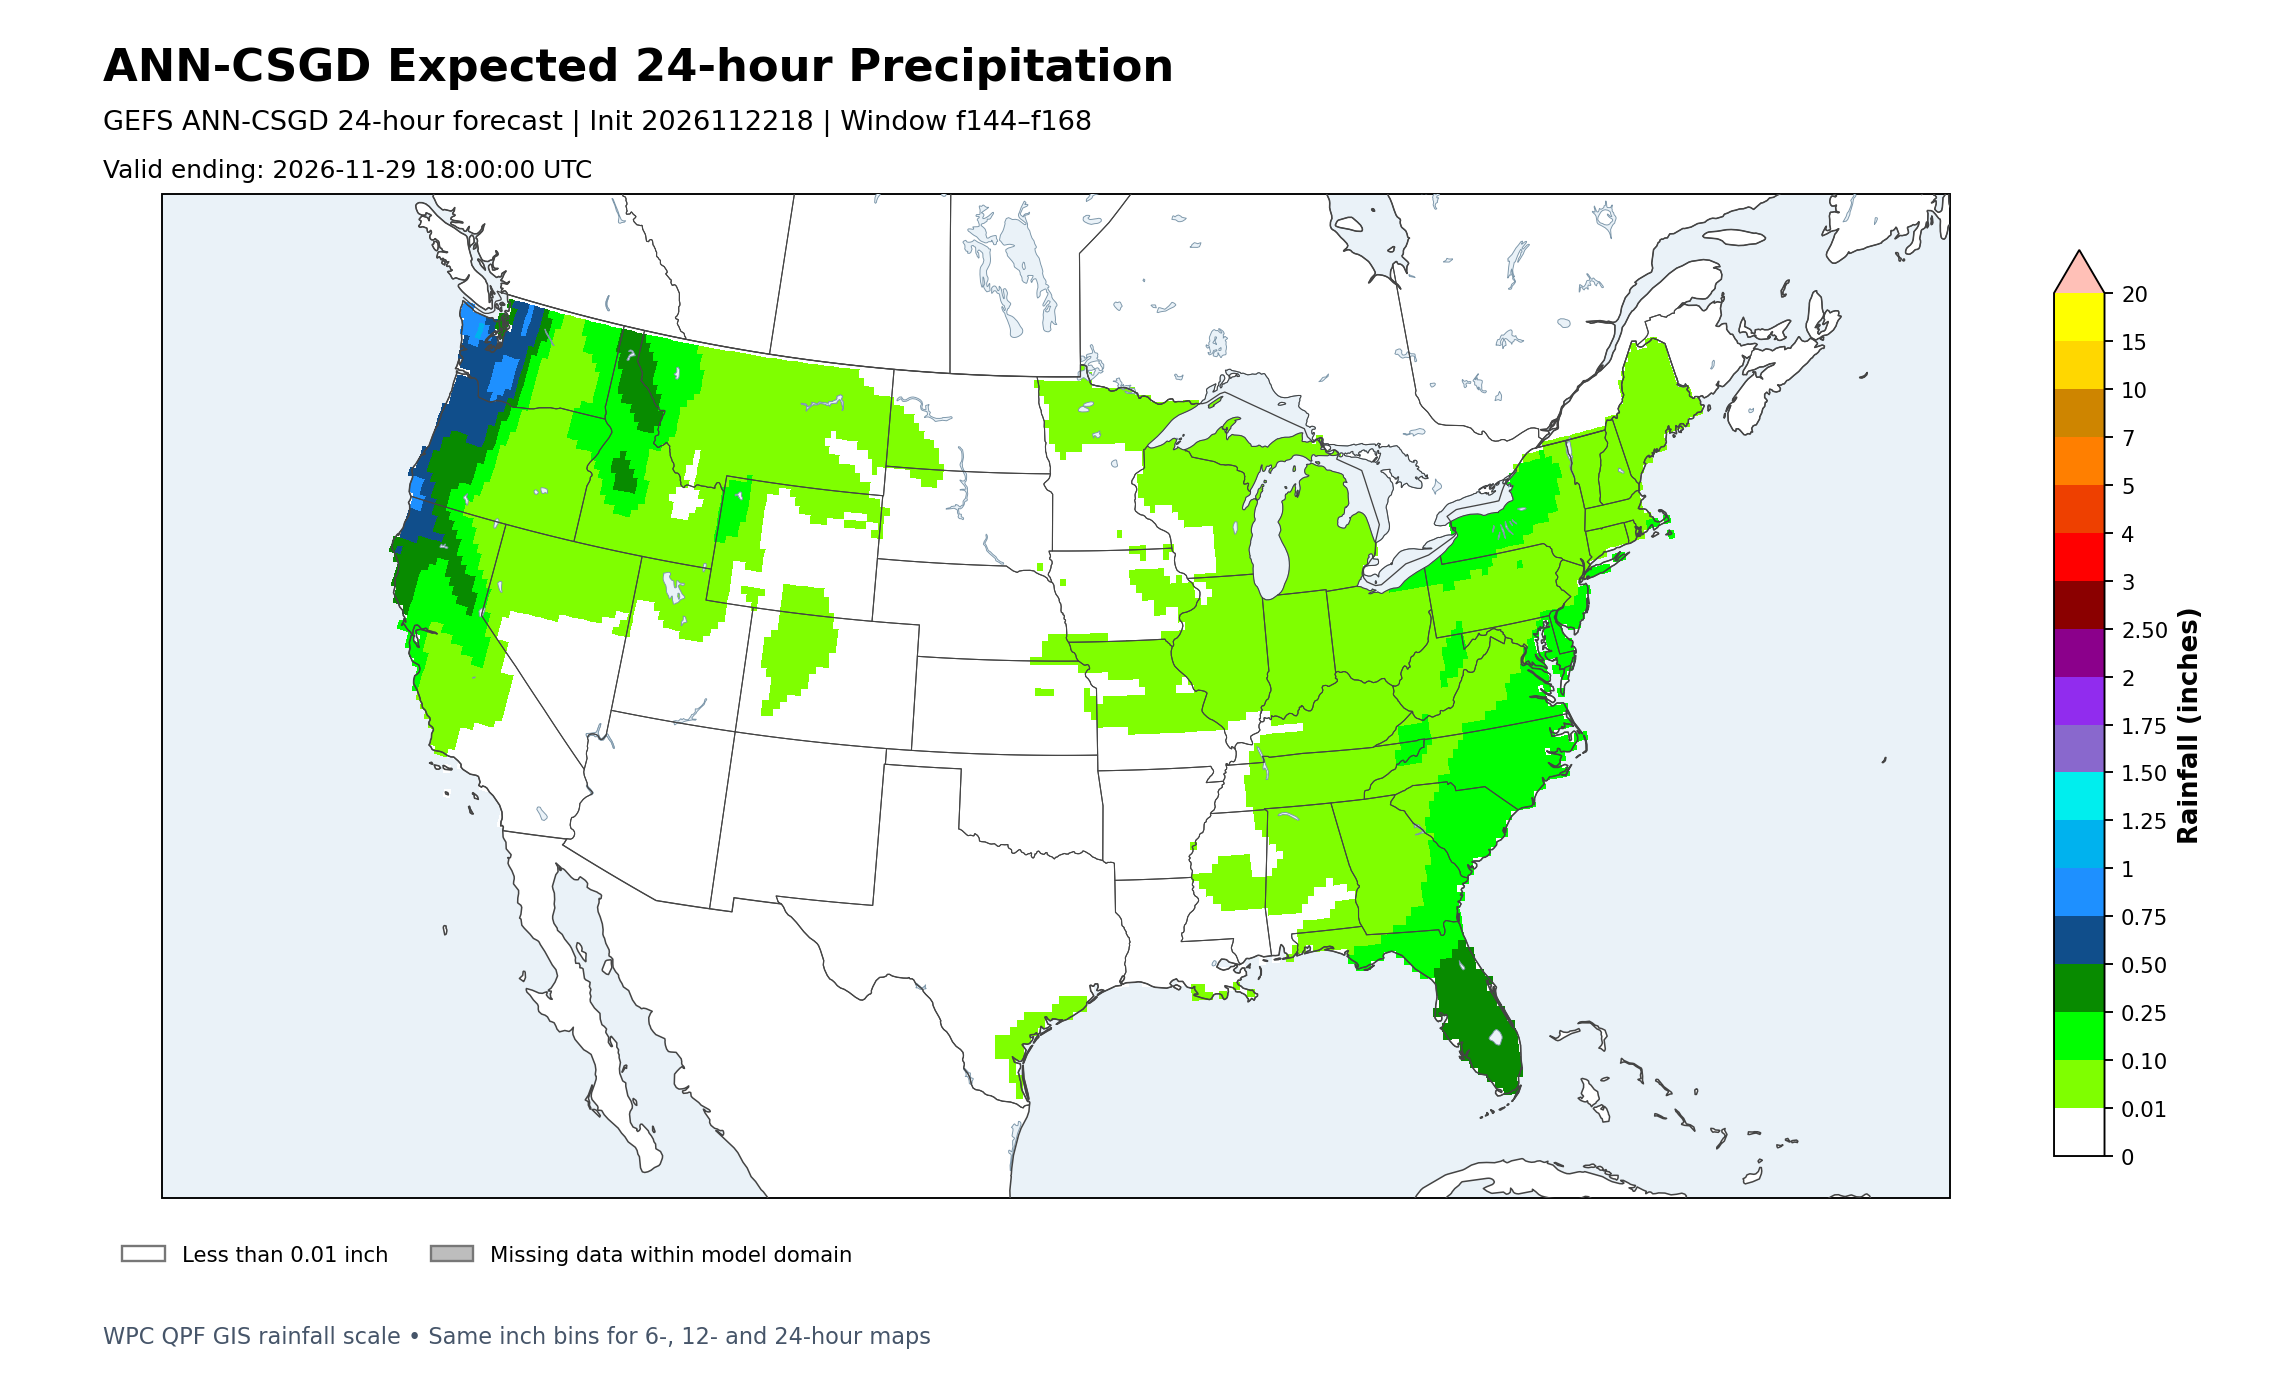 ANN-CSGD Expected 24-hour Precipitation
GEFS ANN-CSGD 24-hour forecast | Init 2026112218 | Window f144–f168
Valid ending: 2026-11-29 18:00:00 UTC
20
15
10
7
5
4
3
2.50
2
1.75
1.50
1.25
1
0.75
0.50
0.25
0.10
0.01
0
Rainfall (inches)
Less than 0.01 inch
Missing data within model domain
WPC QPF GIS rainfall scale • Same inch bins for 6-, 12- and 24-hour maps